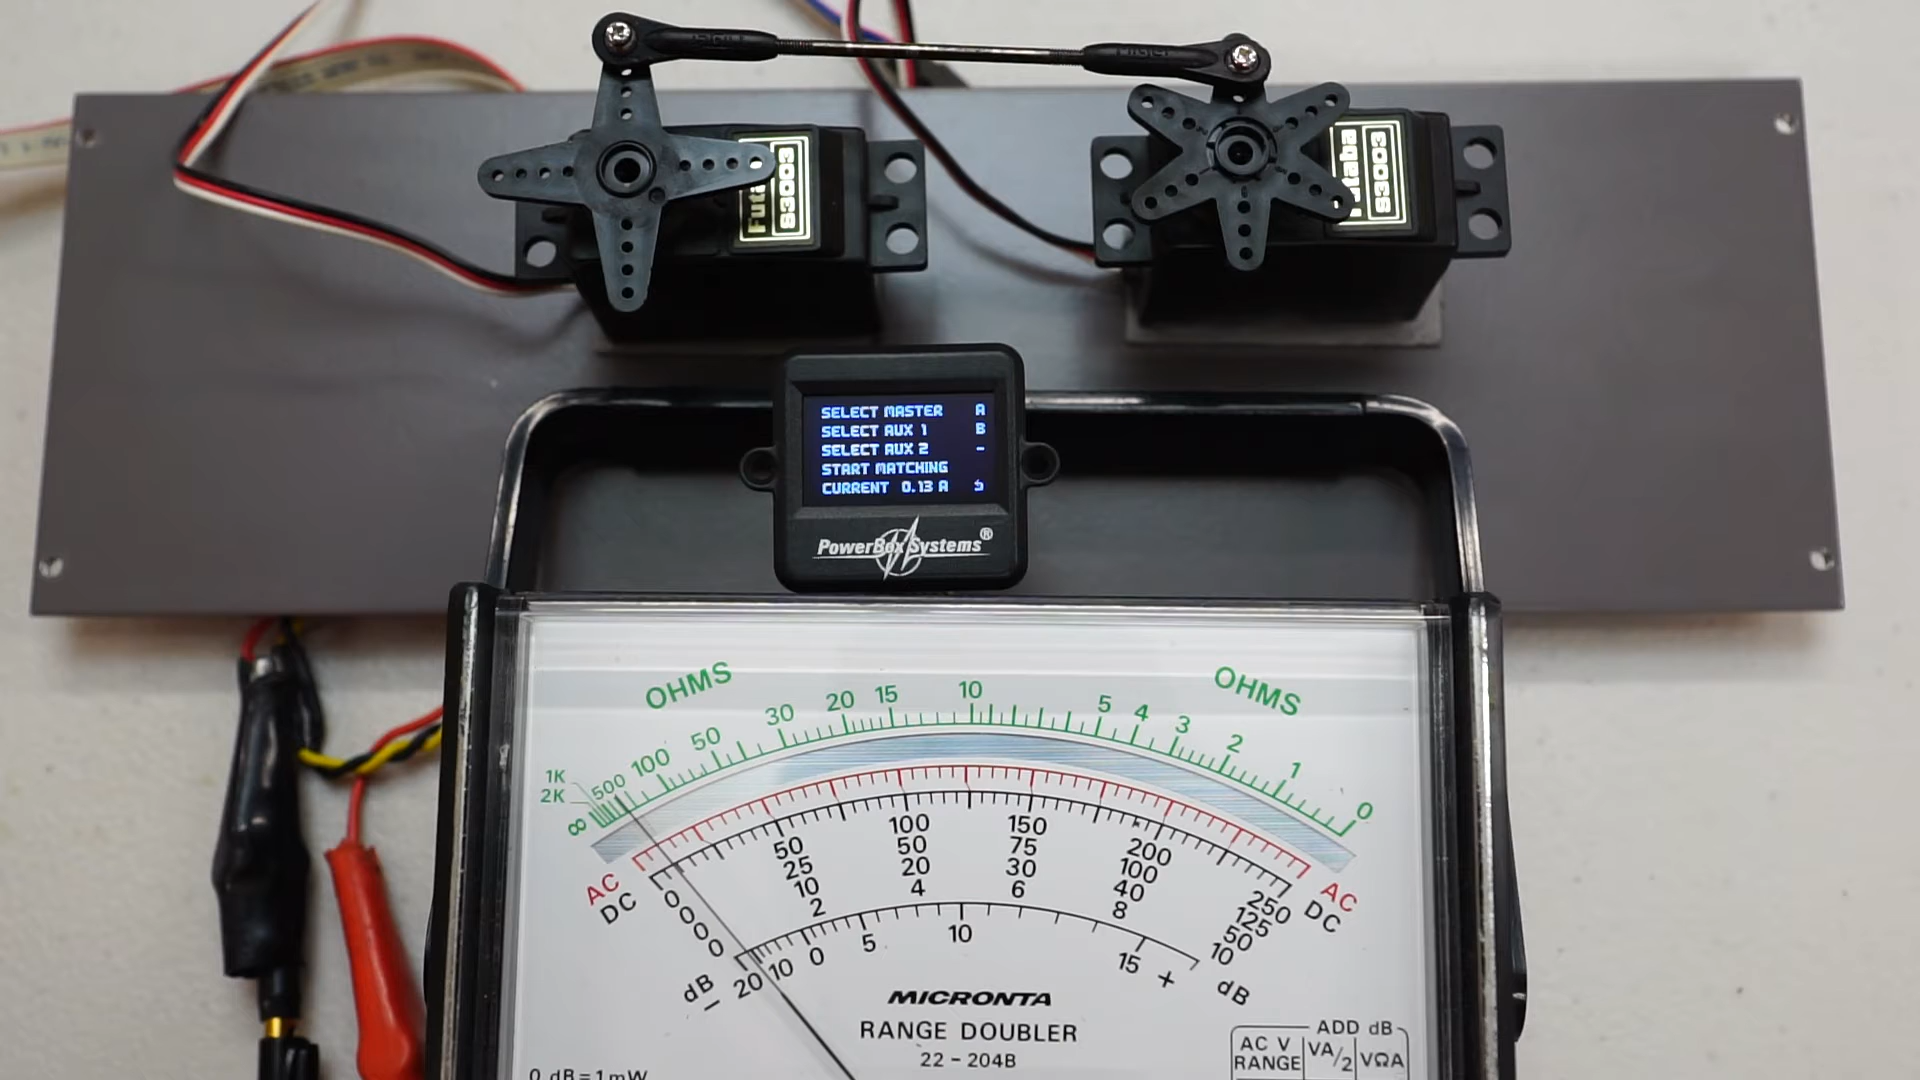 Futaba
S3003
Futaba
S3003
SELECT MASTER A
SELECT AUX 1 B
SELECT AUX 2 -
START MATCHING
CURRENT 0.13 A
PowerBox Systems®
OHMS OHMS
∞ 2K 1K 500 100 50 30 20 15 10 5 4 3 2 1 0
AC AC
DC DC
0 50 100 150 200 250
0 25 50 75 100 125
0 10 20 30 40 50
0 2 4 6 8 10
dB - 20 10 0 5 10 15 + dB
MICRONTA
RANGE DOUBLER
22-204B
0 dB = 1mW
ADD dB
AC V RANGE VA/2 VΩA